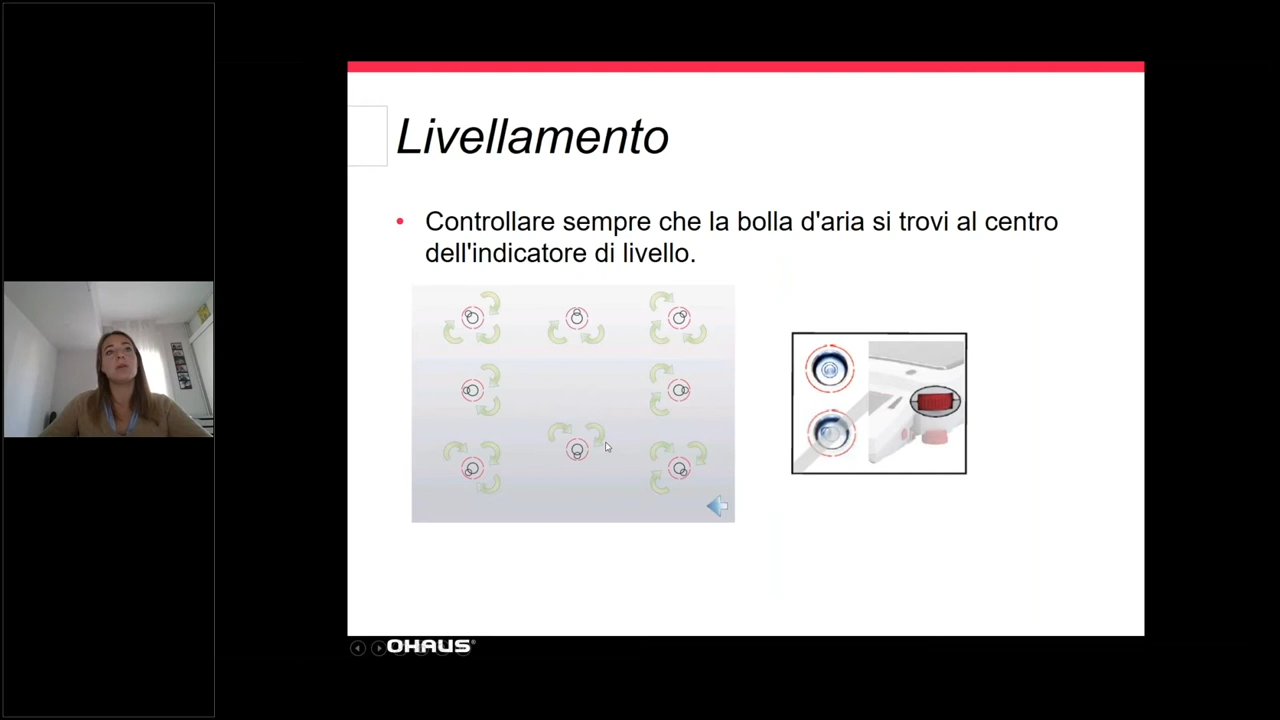 Livellamento
• Controllare sempre che la bolla d'aria si trovi al centro
dell'indicatore di livello.
OHAUS®